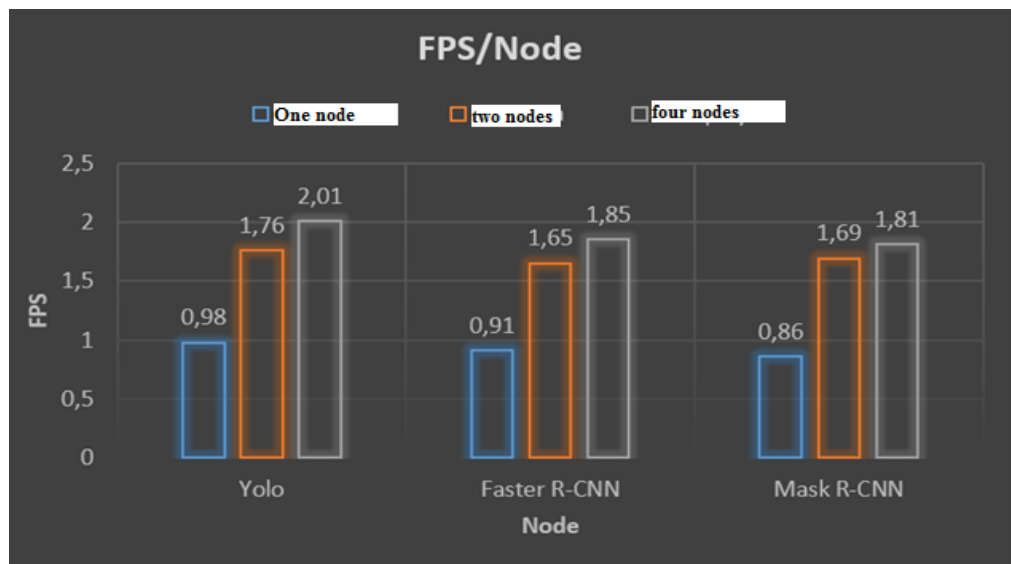 FPS/Node
One node two nodes four nodes
2,5
2
1,5
1
0,5
0
FPS
0,98 1,76 2,01
0,91 1,65 1,85
0,86 1,69 1,81
Yolo Faster R-CNN Mask R-CNN
Node